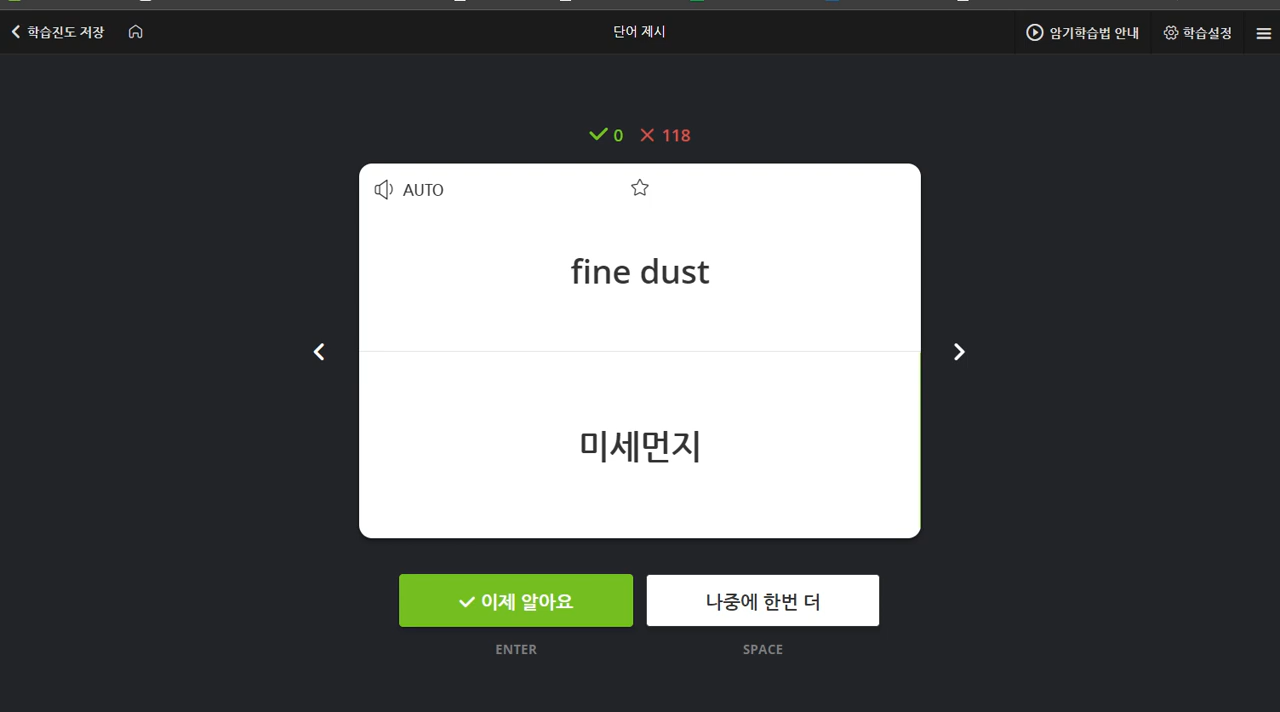 학습진도 저장
단어 제시
암기학습법 안내
학습설정
0 118
AUTO
fine dust
미세먼지
이제 알아요
나중에 한번 더
ENTER
SPACE